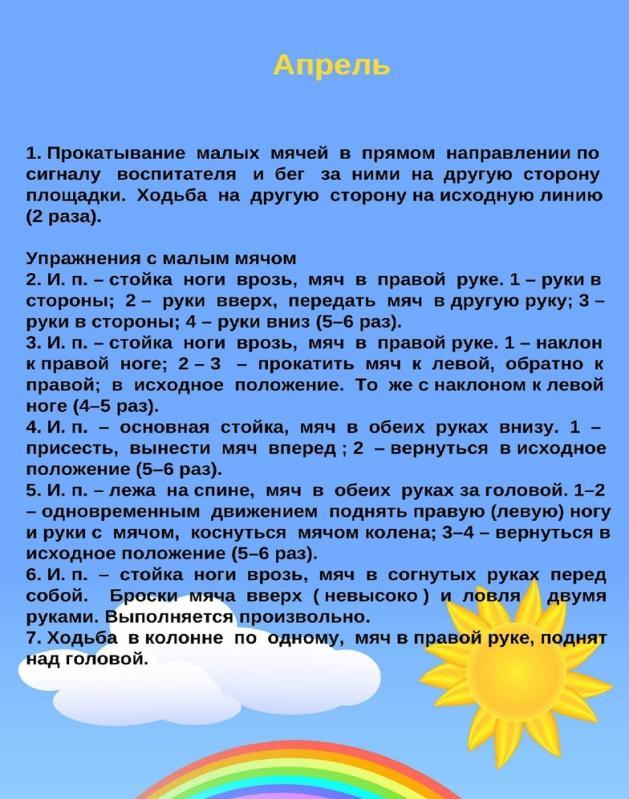 Апрель
1. Прокатывание малых мячей в прямом направлении по
сигналу воспитателя и бег за ними на другую сторону
площадки. Ходьба на другую сторону на исходную линию
(2 раза).
Упражнения с малым мячом
2. И. п. – стойка ноги врозь, мяч в правой руке. 1 – руки в
стороны; 2 – руки вверх, передать мяч в другую руку; 3 –
руки в стороны; 4 – руки вниз (5–6 раз).
3. И. п. – стойка ноги врозь, мяч в правой руке. 1 – наклон
к правой ноге; 2 – 3 – прокатить мяч к левой, обратно к
правой; в исходное положение. То же с наклоном к левой
ноге (4–5 раз).
4. И. п. – основная стойка, мяч в обеих руках внизу. 1 –
присесть, вынести мяч вперед ; 2 – вернуться в исходное
положение (5–6 раз).
5. И. п. – лежа на спине, мяч в обеих руках за головой. 1–2
– одновременным движением поднять правую (левую) ногу
и руки с мячом, коснуться мячом колена; 3–4 – вернуться в
исходное положение (5–6 раз).
6. И. п. – стойка ноги врозь, мяч в согнутых руках перед
собой. Броски мяча вверх ( невысоко ) и ловля двумя
руками. Выполняется произвольно.
7. Ходьба в колонне по одному, мяч в правой руке, поднят
над головой.